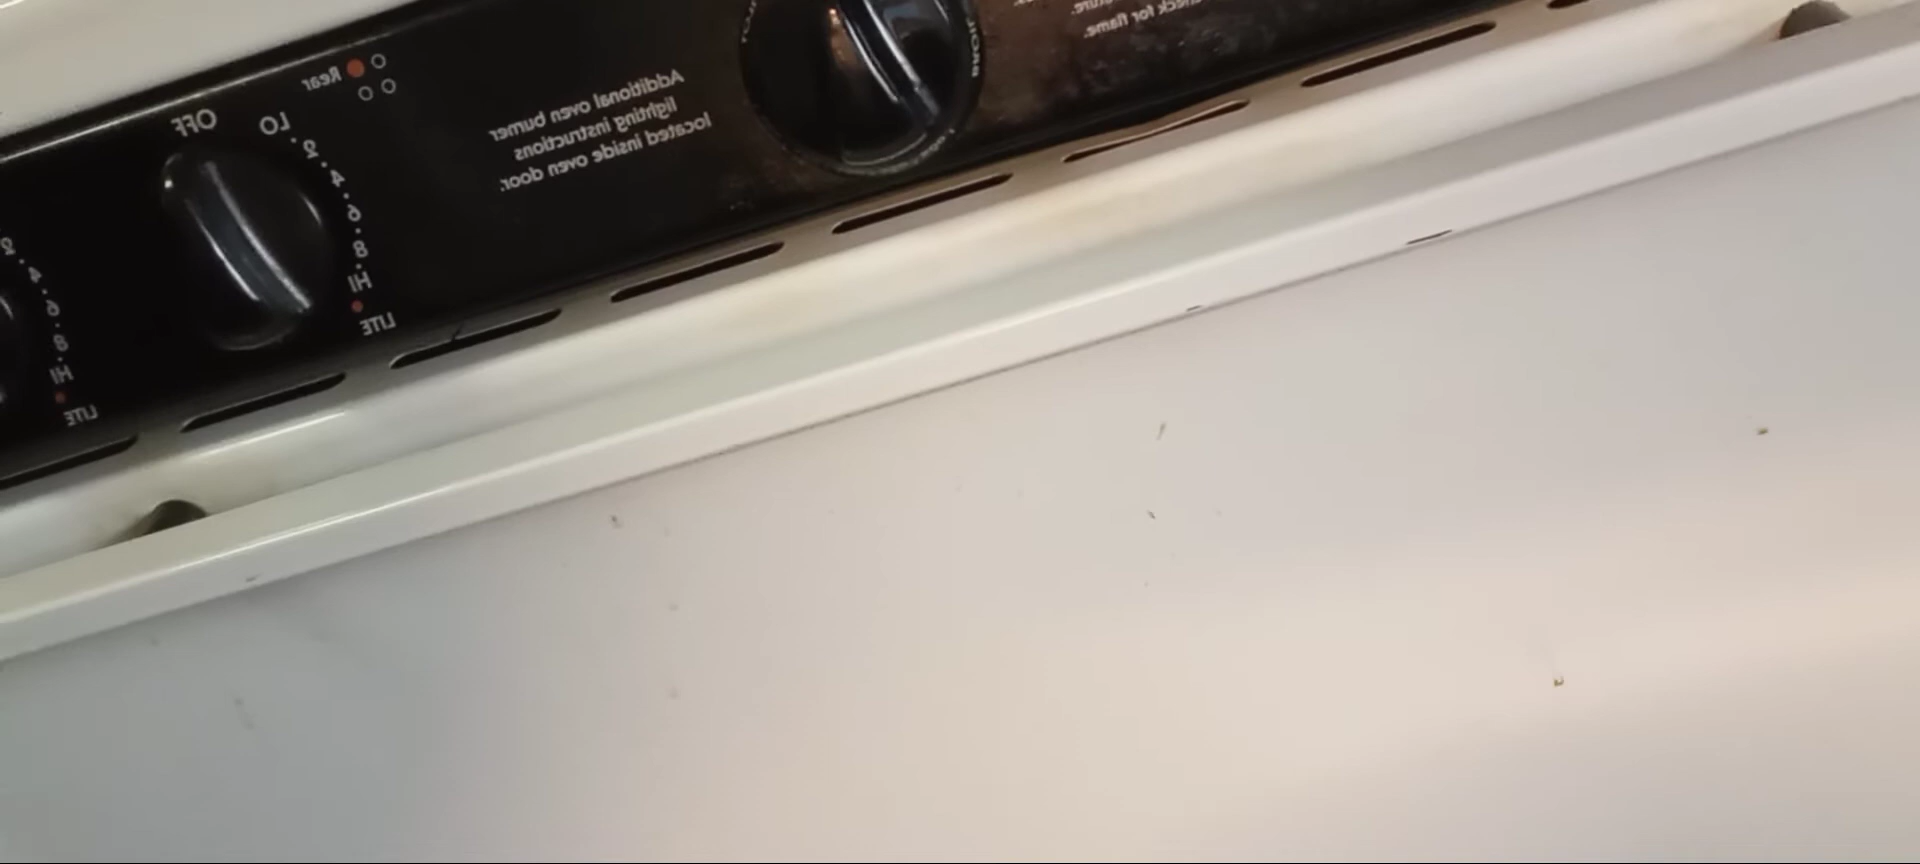 Rear
OFF
LO
2
4
6
8
HI
LITE
Additional oven burner
lighting instructions
located inside oven door.
check for flame.
2
4
6
8
HI
LITE